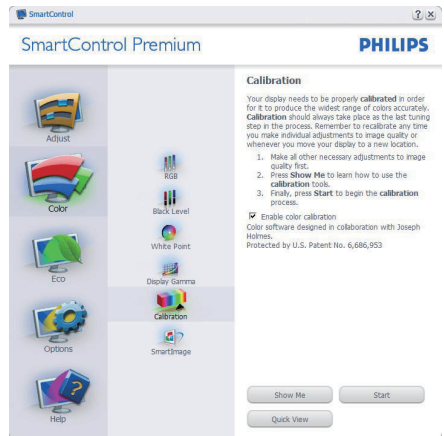 SmartControl
SmartControl Premium
PHILIPS
Adjust
Color
Eco
Options
Help
RGB
Black Level
White Point
Display Gamma
Calibration
SmartImage
Calibration
Your display needs to be properly calibrated in order
for it to produce the widest range of colors accurately.
Calibration should always take place as the last tuning
step in the process. Remember to recalibrate any time
you make individual adjustments to image quality or
whenever you move your display to a new location.
1. Make all other necessary adjustments to image
quality first.
2. Press Show Me to learn how to use the
calibration tools.
3. Finally, press Start to begin the calibration
process.
Enable color calibration
Color software designed in collaboration with Joseph
Holmes.
Protected by U.S. Patent No. 6,686,953
Show Me
Start
Quick View